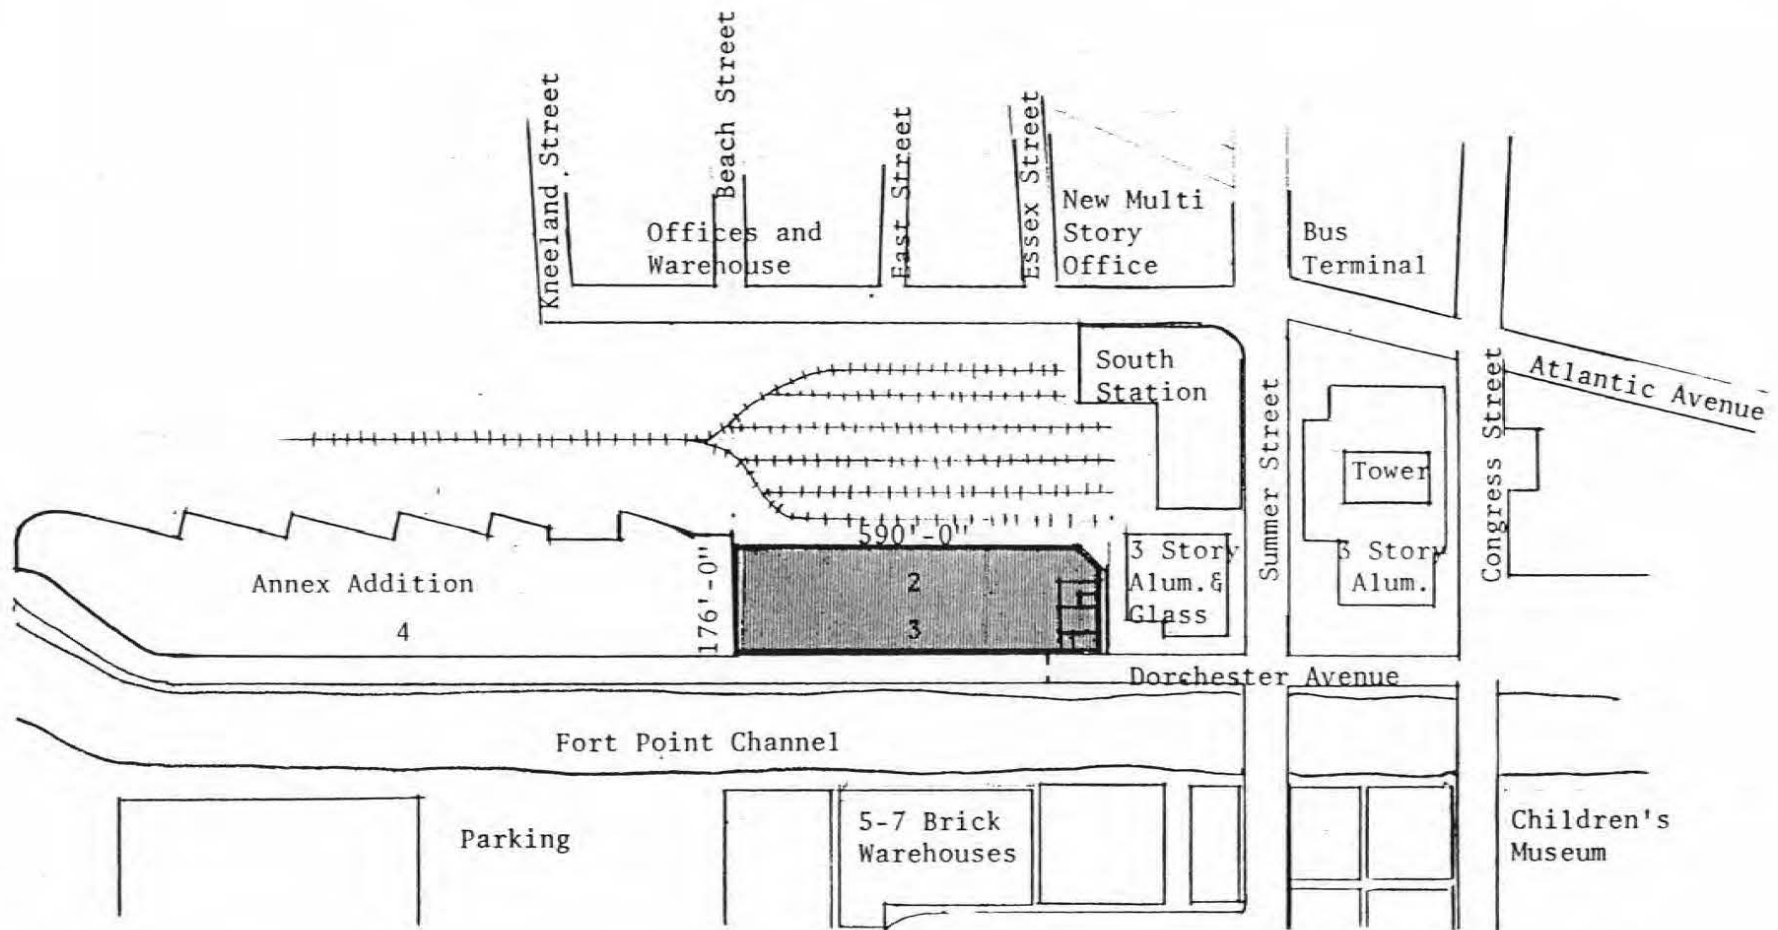 Kneeland Street
Beach Street
East Street
Essex Street
Offices and
Warehouse
New Multi
Story
Office
Bus
Terminal
South
Station
Summer Street
Congress Street
Atlantic Avenue
Tower
3 Story
Alum.
3 Story
Alum.&
Glass
590'-0"
176'-0"
2
3
Annex Addition
4
Dorchester Avenue
Fort Point Channel
Parking
5-7 Brick
Warehouses
Children's
Museum